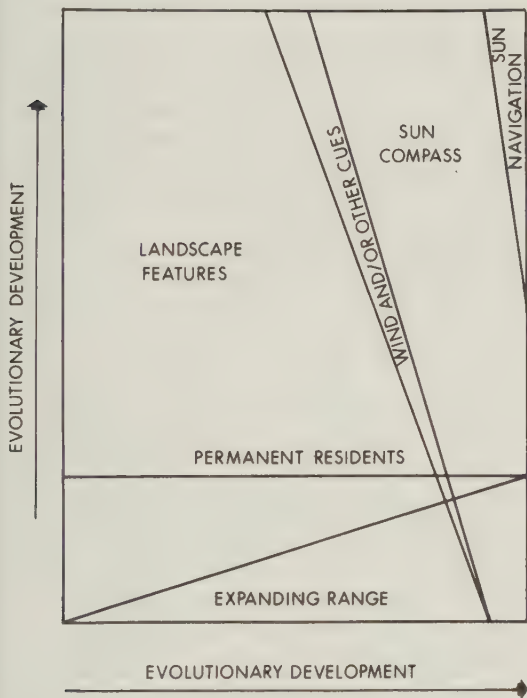 SUN
NAVIGATION
SUN
COMPASS
WIND AND/OR OTHER CUES
LANDSCAPE
FEATURES
EVOLUTIONARY DEVELOPMENT
PERMANENT RESIDENTS
EXPANDING RANGE
EVOLUTIONARY DEVELOPMENT